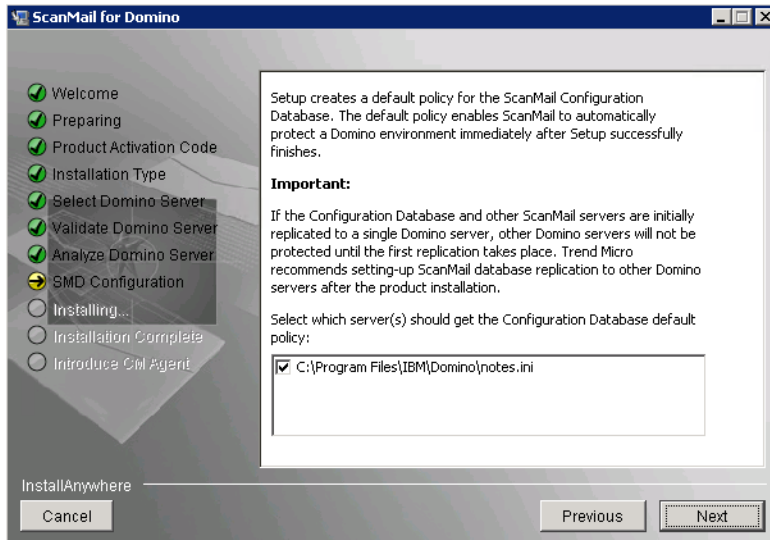 ScanMail for Domino
Welcome
Preparing
Product Activation Code
Installation Type
Select Domino Server
Validate Domino Server
Analyze Domino Server
SMD Configuration
Installing...
Installation Complete
Introduce CM Agent
Setup creates a default policy for the ScanMail Configuration
Database. The default policy enables ScanMail to automatically
protect a Domino environment immediately after Setup successfully
finishes.
Important:
If the Configuration Database and other ScanMail servers are initially
replicated to a single Domino server, other Domino servers will not be
protected until the first replication takes place. Trend Micro
recommends setting-up ScanMail database replication to other Domino
servers after the product installation.
Select which server(s) should get the Configuration Database default
policy:
C:\Program Files\IBM\Domino\notes.ini
InstallAnywhere
Cancel
Previous
Next